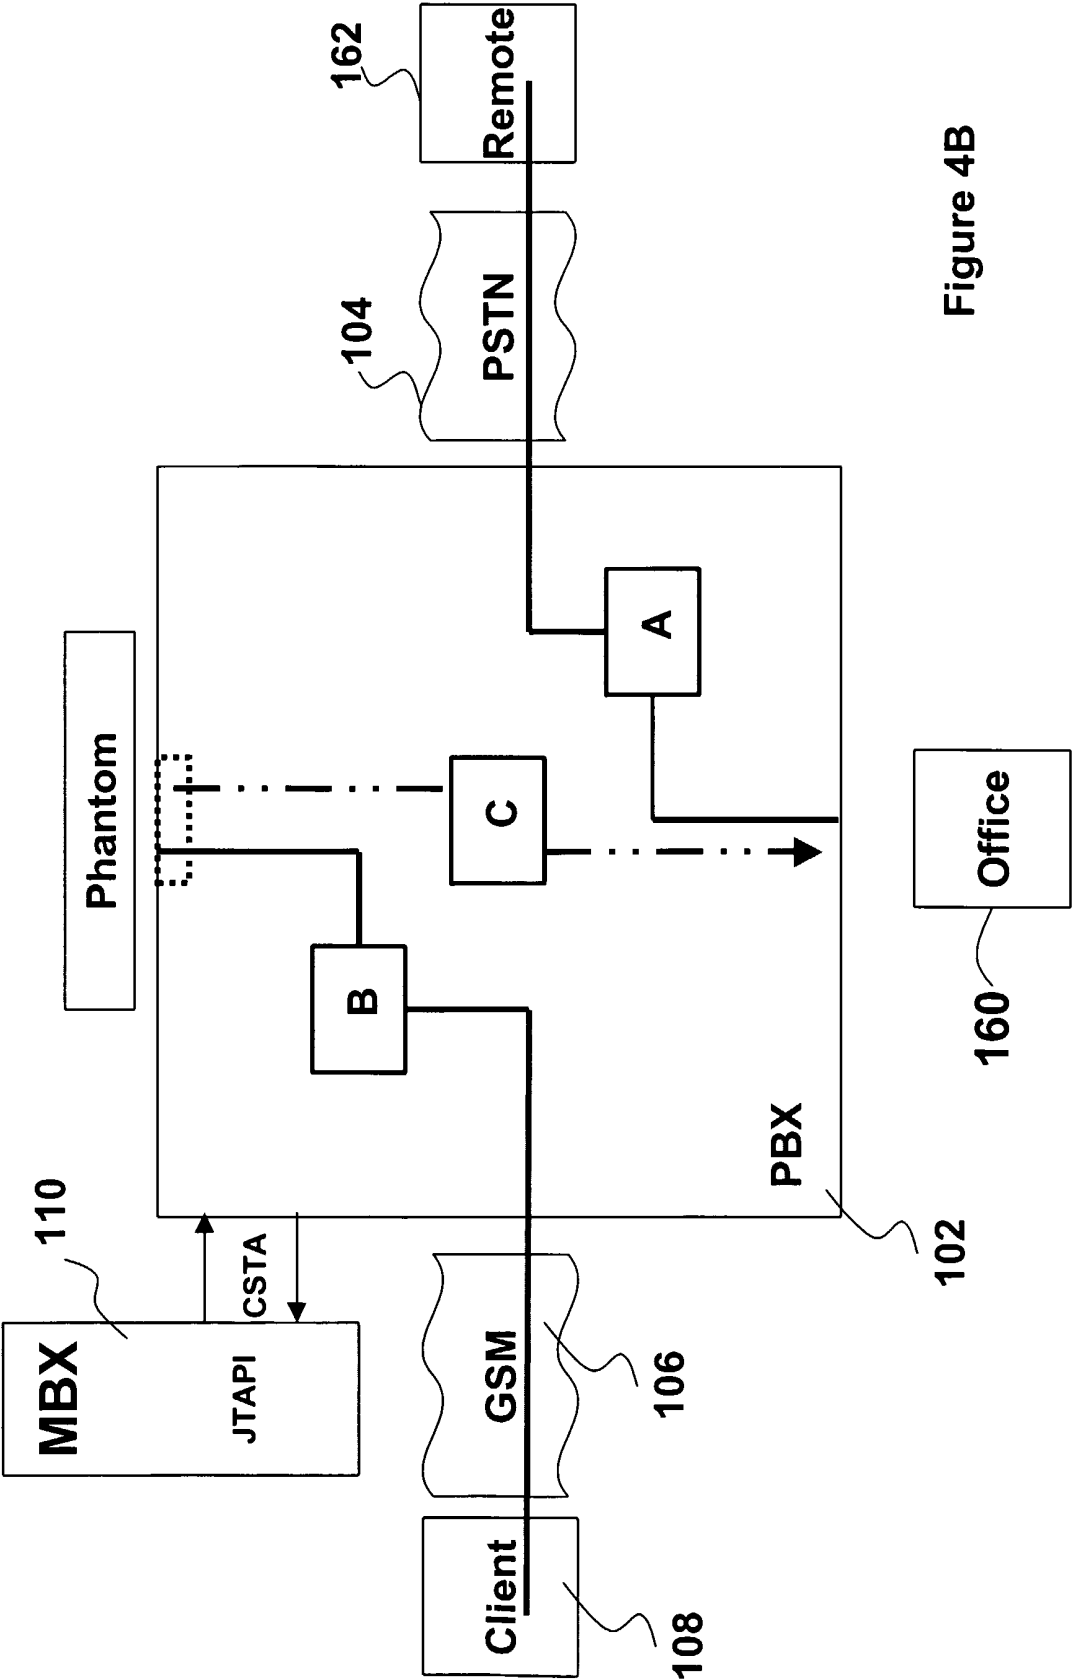 MBX
JTAPI
110
CSTA
Phantom
Client
108
GSM
106
B
C
A
PBX
102
PSTN
104
Remote
162
Office
160
Figure 4B